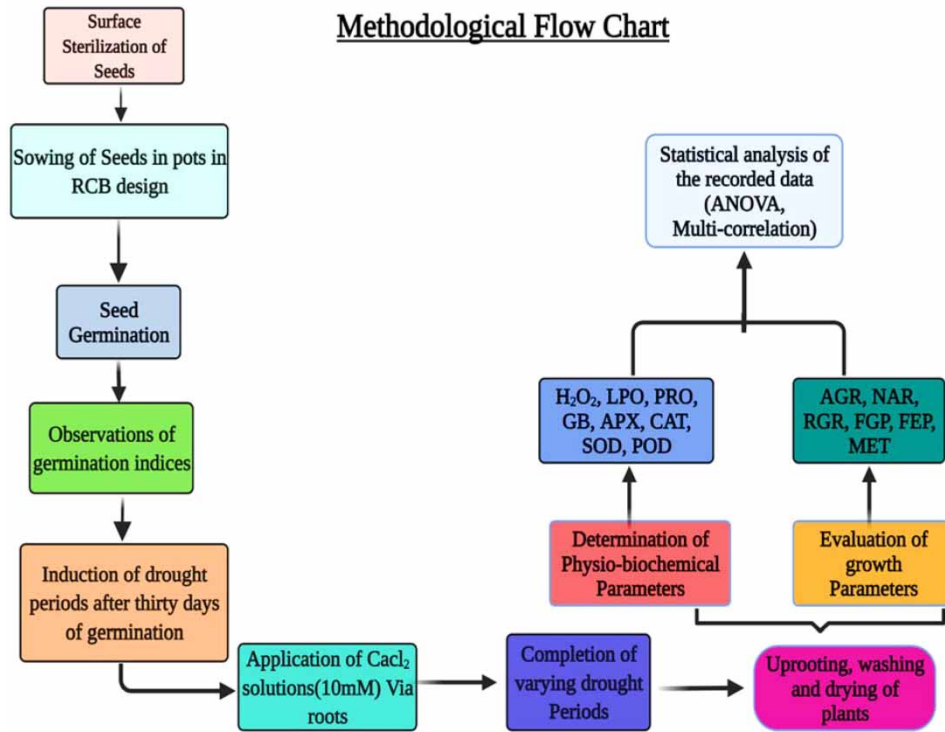 Methodological Flow Chart
Surface
Sterilization of
Seeds
Sowing of Seeds in pots in
RCB design
Seed
Germination
Observations of
germination indices
Induction of drought
periods after thirty days
of germination
Application of Cacl₂
solutions(10mM) Via
roots
Completion of
varying drought
Periods
Uprooting, washing
and drying of
plants
Determination of
Physio-biochemical
Parameters
Evaluation of
growth
Parameters
H₂O₂, LPO, PRO,
GB, APX, CAT,
SOD, POD
AGR, NAR,
RGR, FGP, FEP,
MET
Statistical analysis of
the recorded data
(ANOVA,
Multi-correlation)